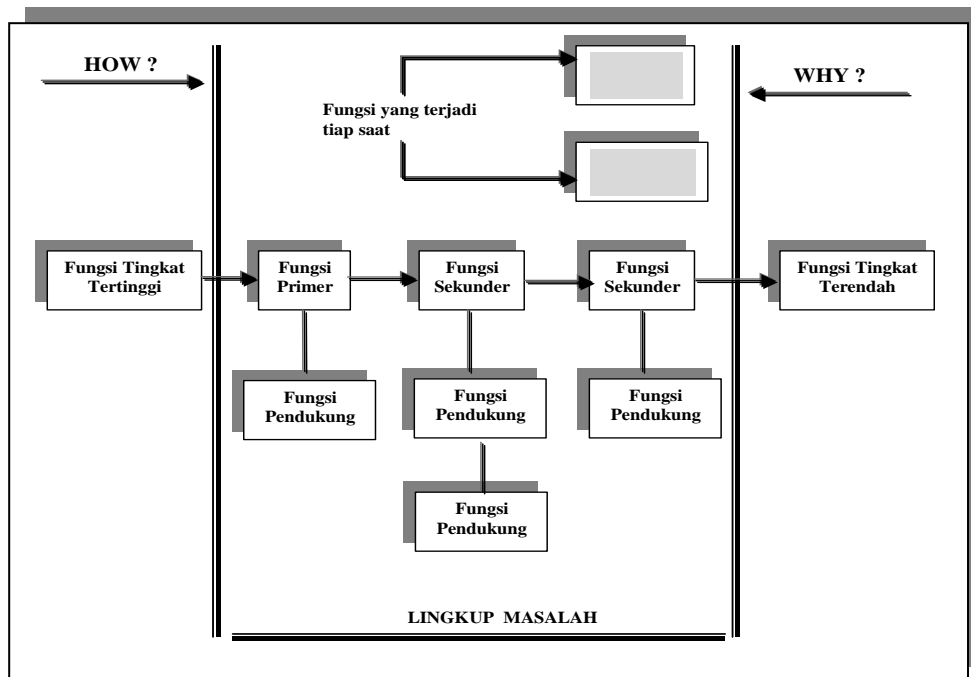 HOW ?
WHY ?
Fungsi yang terjadi
tiap saat
Fungsi Tingkat
Tertinggi
Fungsi
Primer
Fungsi
Sekunder
Fungsi
Sekunder
Fungsi Tingkat
Terendah
Fungsi
Pendukung
Fungsi
Pendukung
Fungsi
Pendukung
Fungsi
Pendukung
LINGKUP MASALAH